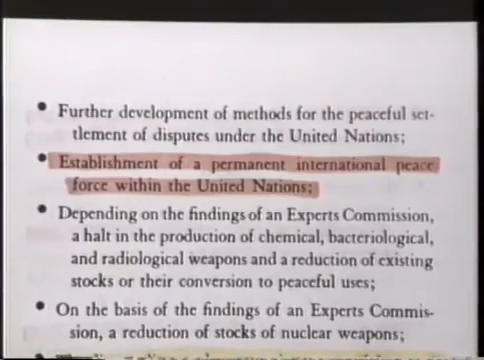 • Further development of methods for the peaceful set-
tlement of disputes under the United Nations;
• Establishment of a permanent international peace
force within the United Nations;
• Depending on the findings of an Experts Commission,
a halt in the production of chemical, bacteriological,
and radiological weapons and a reduction of existing
stocks or their conversion to peaceful uses;
• On the basis of the findings of an Experts Commis-
sion, a reduction of stocks of nuclear weapons;